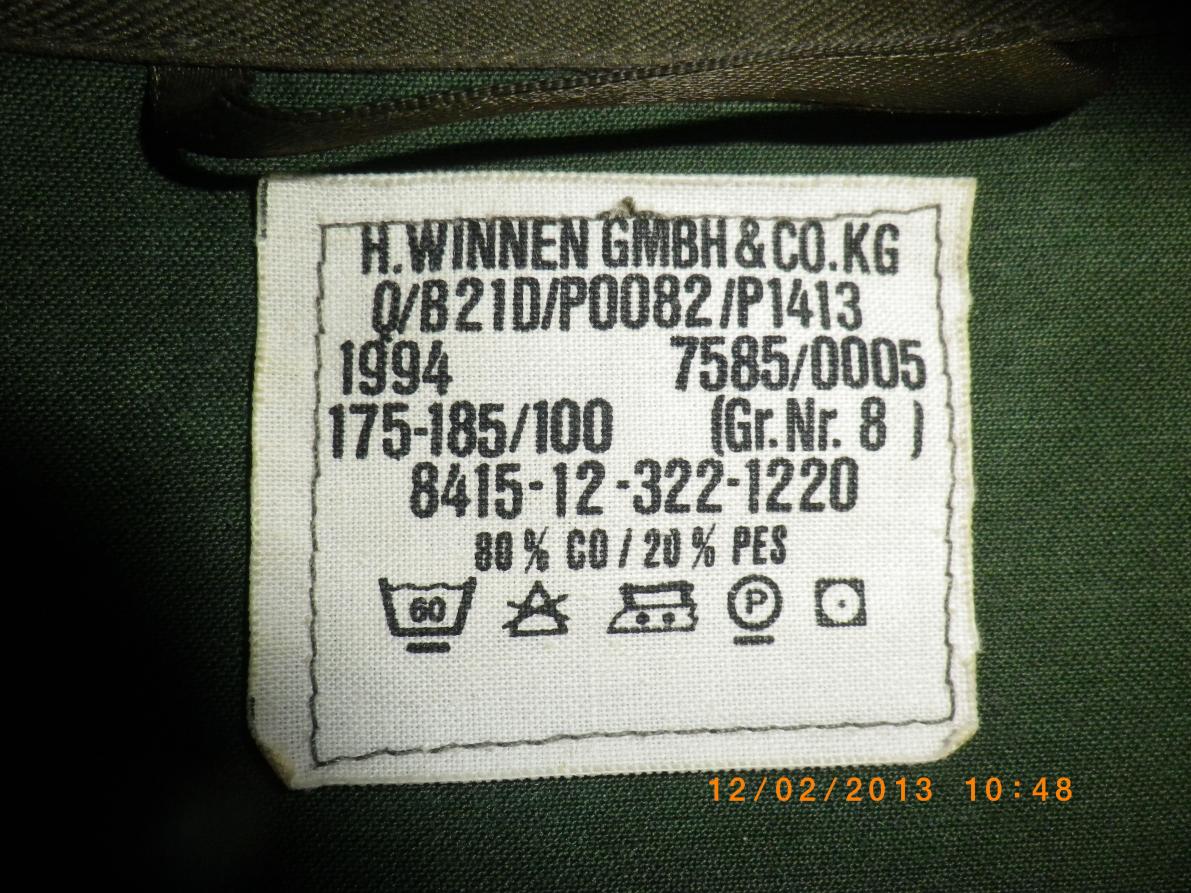 H.WINNEN GMBH & CO.KG
Q/B21D/P0082/P1413
1994 7585/0005
175-185/100 (Gr.Nr. 8 )
8415-12-322-1220
80 % CO / 20 % PES
60 P
12/02/2013 10:48